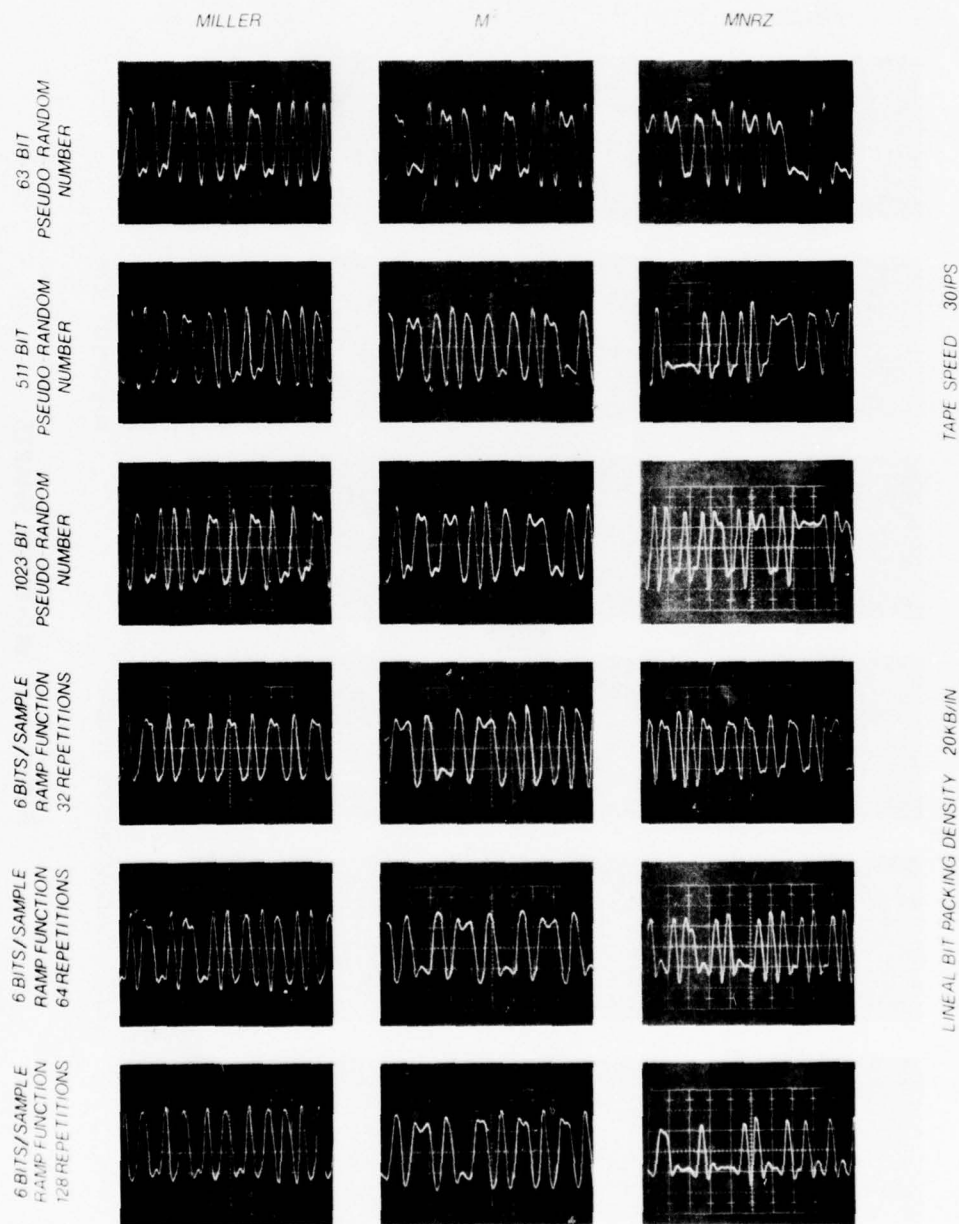 MILLER
M²
MNRZ
63 BIT
PSEUDO RANDOM
NUMBER
511 BIT
PSEUDO RANDOM
NUMBER
1023 BIT
PSEUDO RANDOM
NUMBER
6 BITS/SAMPLE
RAMP FUNCTION
32 REPETITIONS
6 BITS/SAMPLE
RAMP FUNCTION
64 REPETITIONS
6 BITS/SAMPLE
RAMP FUNCTION
128 REPETITIONS
TAPE SPEED 30IPS
LINEAL BIT PACKING DENSITY 20KB/IN